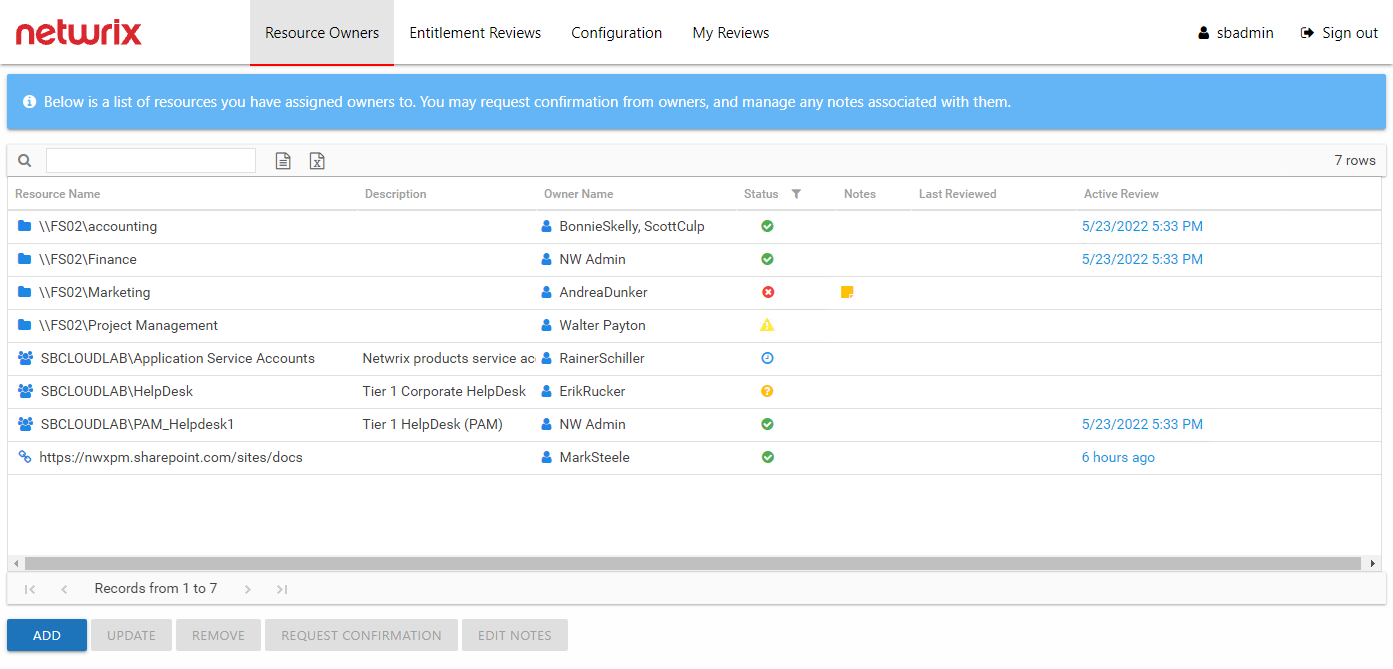 netwrix Resource Owners Entitlement Reviews Configuration My Reviews sbadmin Sign out
Below is a list of resources you have assigned owners to. You may request confirmation from owners, and manage any notes associated with them.
7 rows
Resource Name Description Owner Name Status Notes Last Reviewed Active Review
\\FS02\accounting BonnieSkelly, ScottCulp 5/23/2022 5:33 PM
\\FS02\Finance NW Admin 5/23/2022 5:33 PM
\\FS02\Marketing AndreaDunker
\\FS02\Project Management Walter Payton
SBCLOUDLAB\Application Service Accounts Netwrix products service ac RainerSchiller
SBCLOUDLAB\HelpDesk Tier 1 Corporate HelpDesk ErikRucker
SBCLOUDLAB\PAM_Helpdesk1 Tier 1 HelpDesk (PAM) NW Admin 5/23/2022 5:33 PM
https://nwxpm.sharepoint.com/sites/docs MarkSteele 6 hours ago
Records from 1 to 7
ADD UPDATE REMOVE REQUEST CONFIRMATION EDIT NOTES